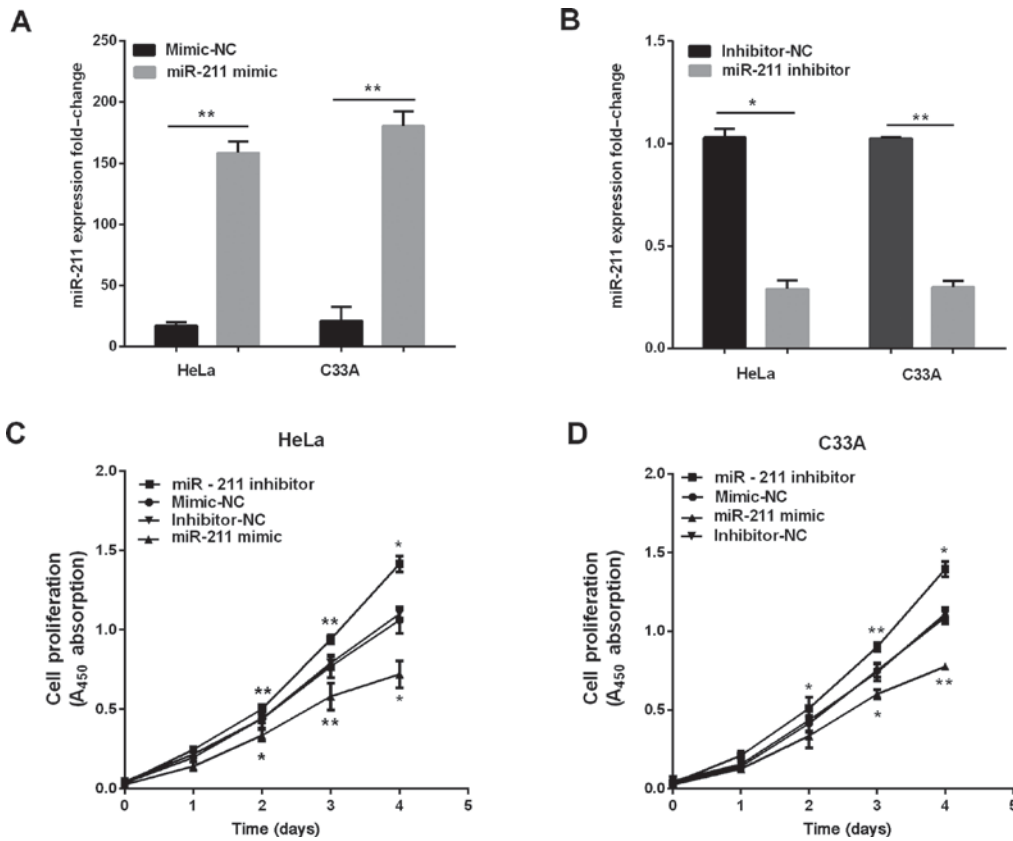 A
miR-211 expression fold-change
250
200
150
100
50
0
Mimic-NC
miR-211 mimic
**
**
HeLa
C33A
B
miR-211 expression fold-change
1.5
1.0
0.5
0.0
Inhibitor-NC
miR-211 inhibitor
*
**
HeLa
C33A
C
HeLa
Cell proliferation
(A450 absorption)
2.0
1.5
1.0
0.5
0.0
miR - 211 inhibitor
Mimic-NC
Inhibitor-NC
miR-211 mimic
*
**
**
**
*
*
0 1 2 3 4 5
Time (days)
D
C33A
Cell proliferation
(A450 absorption)
2.0
1.5
1.0
0.5
0.0
miR - 211 inhibitor
Mimic-NC
miR-211 mimic
Inhibitor-NC
*
**
*
**
*
0 1 2 3 4 5
Time (days)